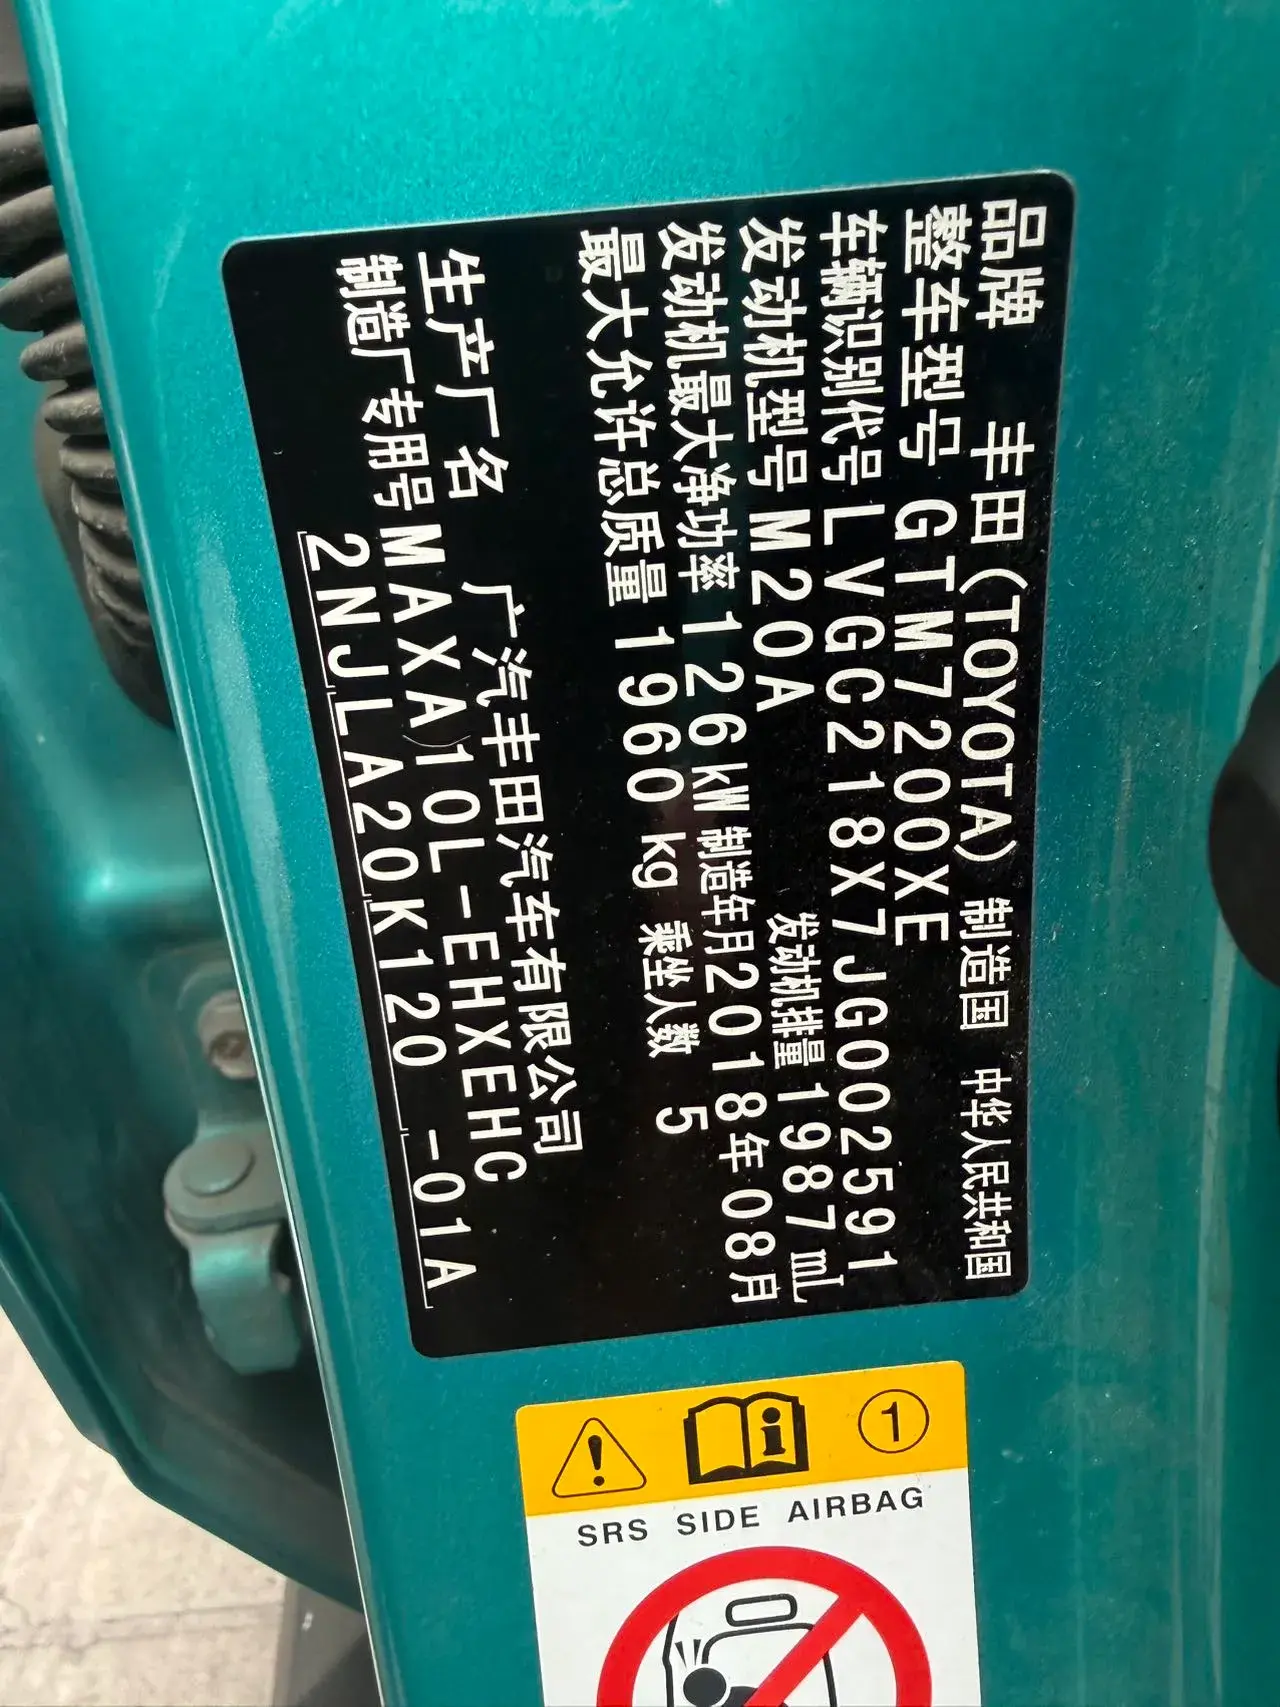 品牌 丰田(TOYOTA) 制造国 中华人民共和国
整车型号 GTM7200XE
车辆识别代号 LVGC218X7JG002591
发动机型号 M20A 发动机排量 1987 mL
发动机最大净功率 126kW 制造年月 2018年08月
最大允许总质量 1960 kg 乘坐人数 5
生产厂名 广汽丰田汽车有限公司
制造厂专用号 MAXA10L-EHXEHC
2NJLA20K120 -01A
1
SRS SIDE AIRBAG